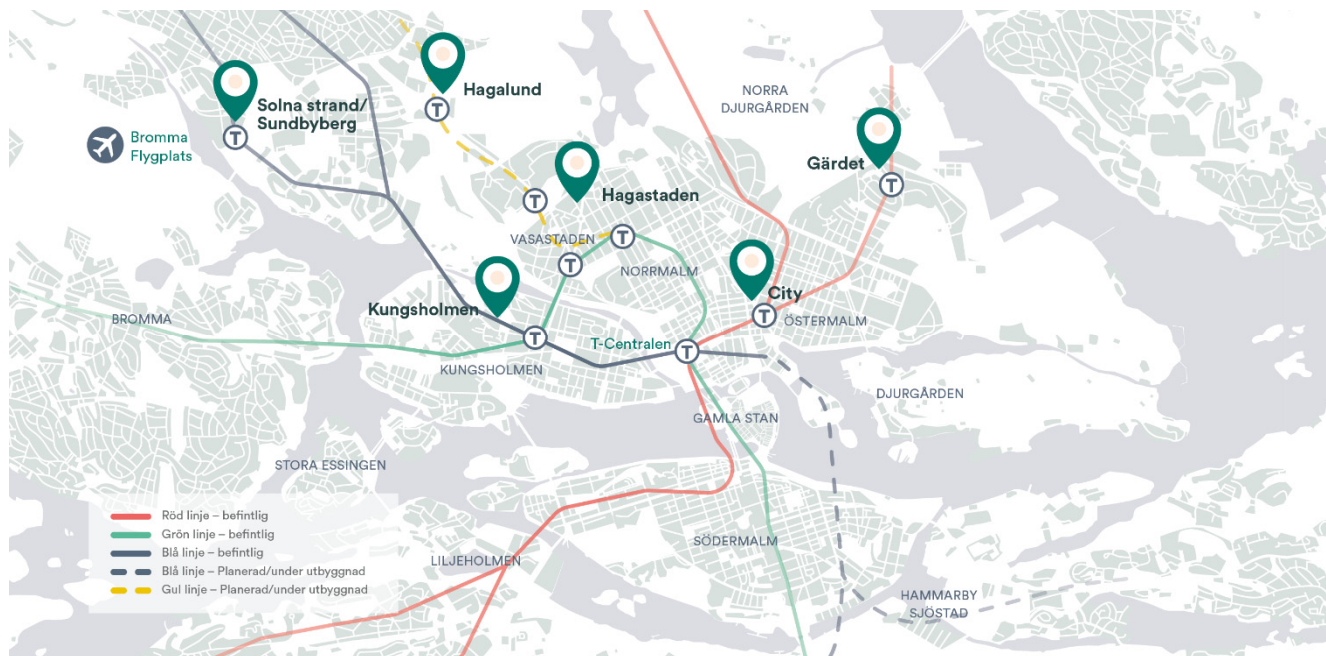 Hagalund
Solna strand/
Sundbyberg
T
T
Bromma
Flygplats
NORRA
DJURGÅRDEN
Gärdet
T
Hagastaden
T
VASASTADEN
T
T
NORRMALM
City
T
ÖSTERMALM
Kungsholmen
BROMMA
T
T-Centralen
T
KUNGSHOLMEN
DJURGÅRDEN
GAMLA STAN
STORA ESSINGEN
Röd linje – befintlig
Grön linje – befintlig
Blå linje – befintlig
Blå linje – Planerad/under utbyggnad
Gul linje – Planerad/under utbyggnad
LILJEHOLMEN
SÖDERMALM
HAMMARBY
SJÖSTAD